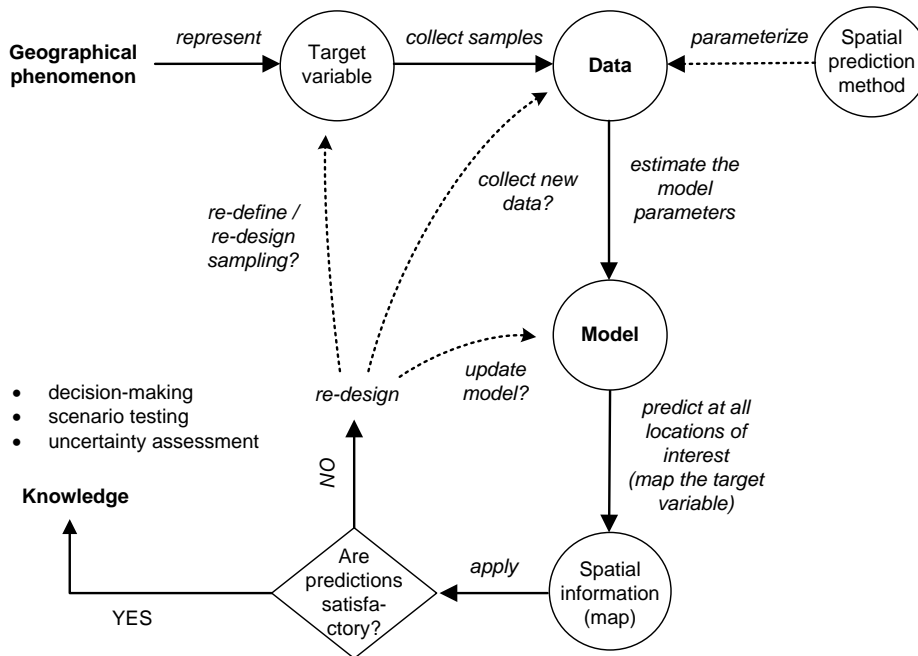 Geographical
phenomenon
represent
Target
variable
collect samples
Data
parameterize
Spatial
prediction
method
estimate the
model
parameters
collect new
data?
re-define /
re-design
sampling?
Model
update
model?
re-design
• decision-making
• scenario testing
• uncertainty assessment
predict at all
locations of
interest
(map the target
variable)
NO
Knowledge
YES
Are
predictions
satisfa-
ctory?
apply
Spatial
information
(map)